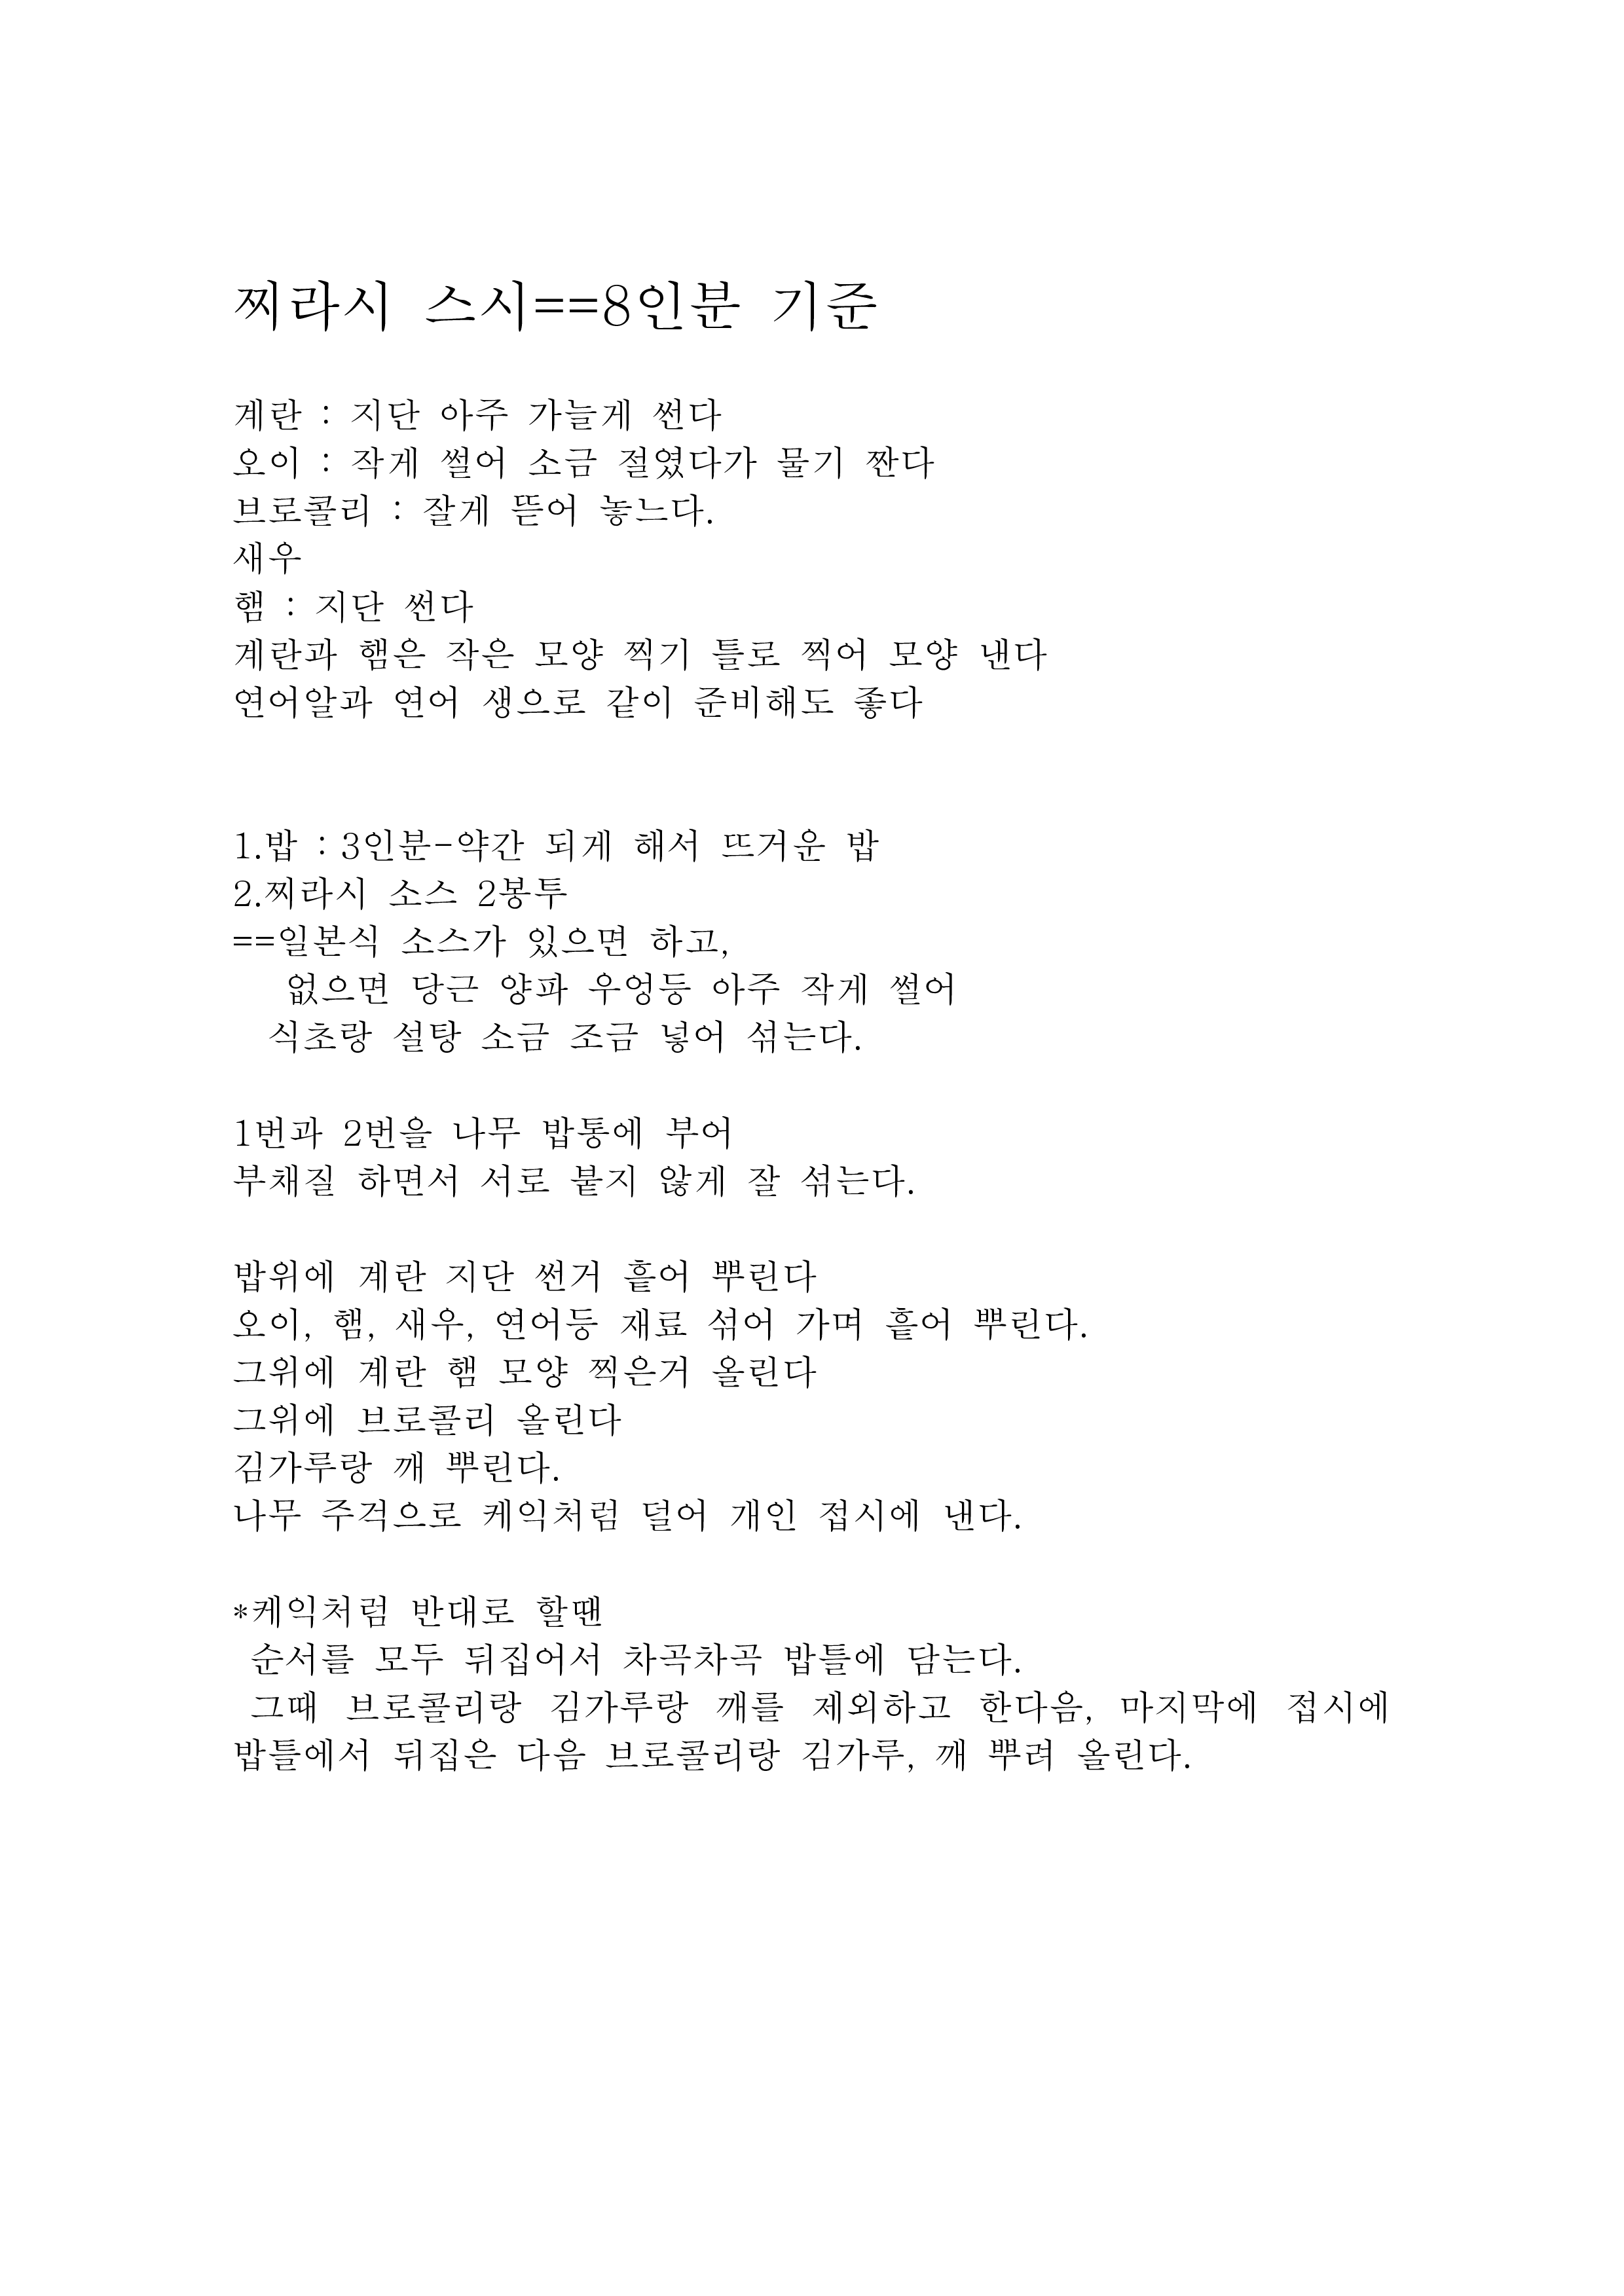 찌라시 스시==8인분 기준
계란 : 지단 아주 가늘게 썬다
오이 : 작게 썰어 소금 절였다가 물기 짠다
브로콜리 : 잘게 뜯어 놓느다.
새우
햄 : 지단 썬다
계란과 햄은 작은 모양 찍기 틀로 찍어 모양 낸다
연어알과 연어 생으로 같이 준비해도 좋다
1.밥 : 3인분-약간 되게 해서 뜨거운 밥
2.찌라시 소스 2봉투
==일본식 소스가 있으면 하고,
없으면 당근 양파 우엉등 아주 작게 썰어
식초랑 설탕 소금 조금 넣어 섞는다.
1번과 2번을 나무 밥통에 부어
부채질 하면서 서로 붙지 않게 잘 섞는다.
밥위에 계란 지단 썬거 흩어 뿌린다
오이, 햄, 새우, 연어등 재료 섞어 가며 흩어 뿌린다.
그위에 계란 햄 모양 찍은거 올린다
그위에 브로콜리 올린다
김가루랑 깨 뿌린다.
나무 주걱으로 케익처럼 덜어 개인 접시에 낸다.
*케익처럼 반대로 할땐
순서를 모두 뒤집어서 차곡차곡 밥틀에 담는다.
그때 브로콜리랑 김가루랑 깨를 제외하고 한다음, 마지막에 접시에
밥틀에서 뒤집은 다음 브로콜리랑 김가루, 깨 뿌려 올린다.